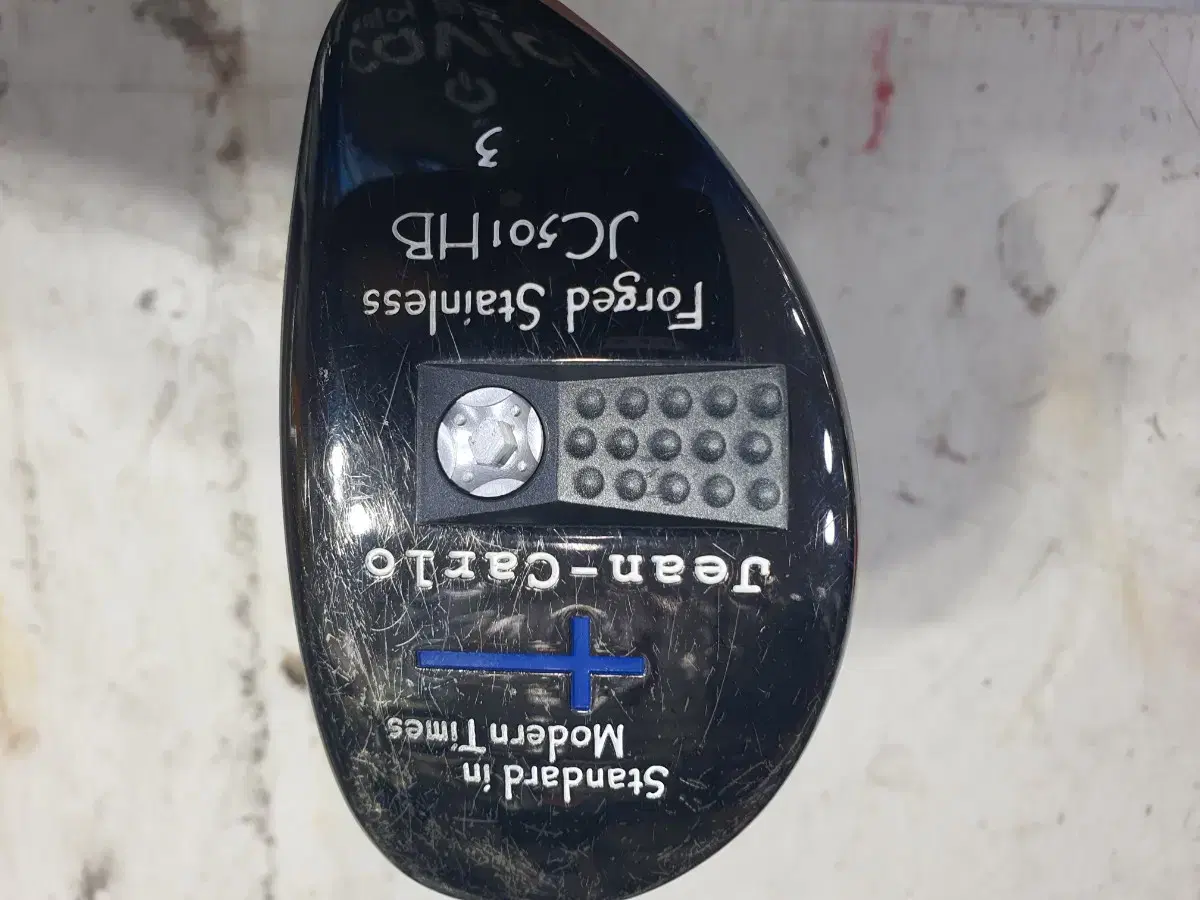 Standard in
Modern Times
Jean-Carlo
Forged Stainless
JC501HB
3